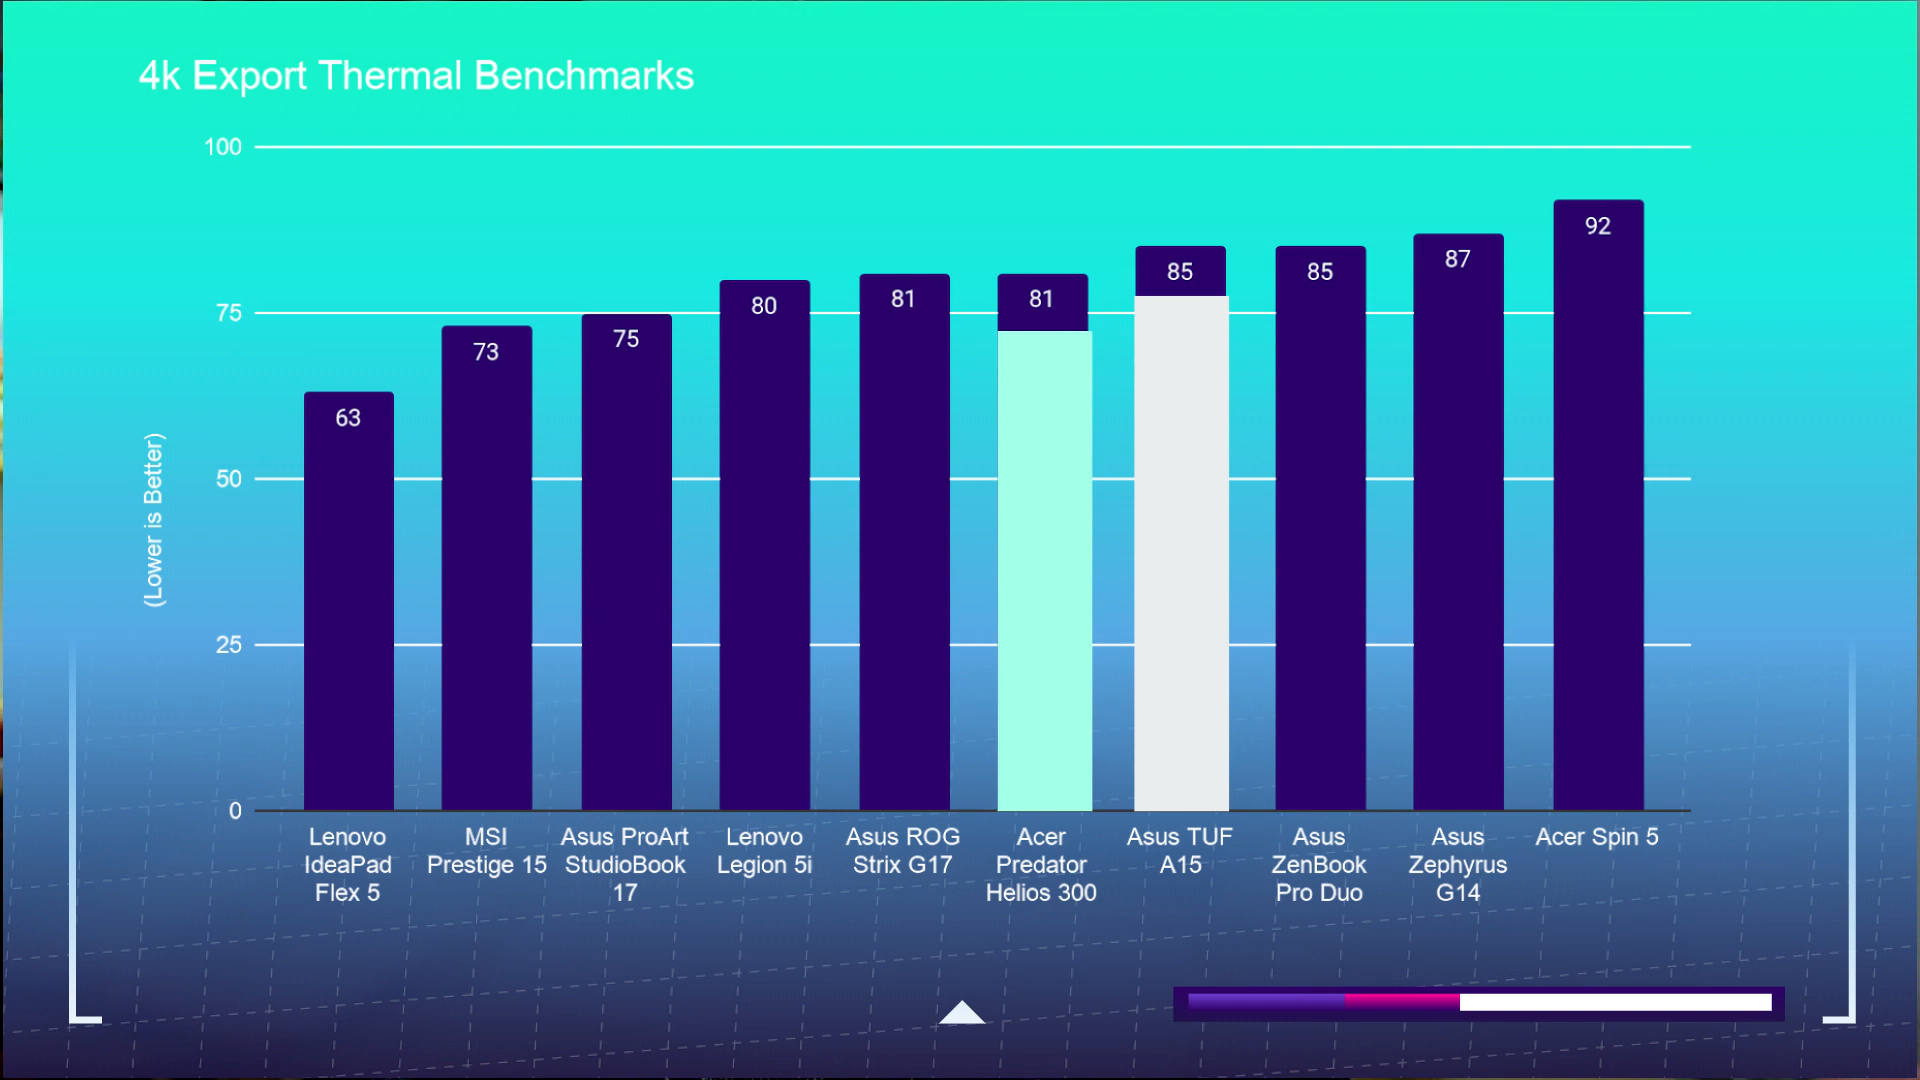 4k Export Thermal Benchmarks
100
75
50
25
0
(Lower is Better)
63
73
75
80
81
81
85
85
87
92
Lenovo
IdeaPad
Flex 5
MSI
Prestige 15
Asus ProArt
StudioBook
17
Lenovo
Legion 5i
Asus ROG
Strix G17
Acer
Predator
Helios 300
Asus TUF
A15
Asus
ZenBook
Pro Duo
Asus
Zephyrus
G14
Acer Spin 5